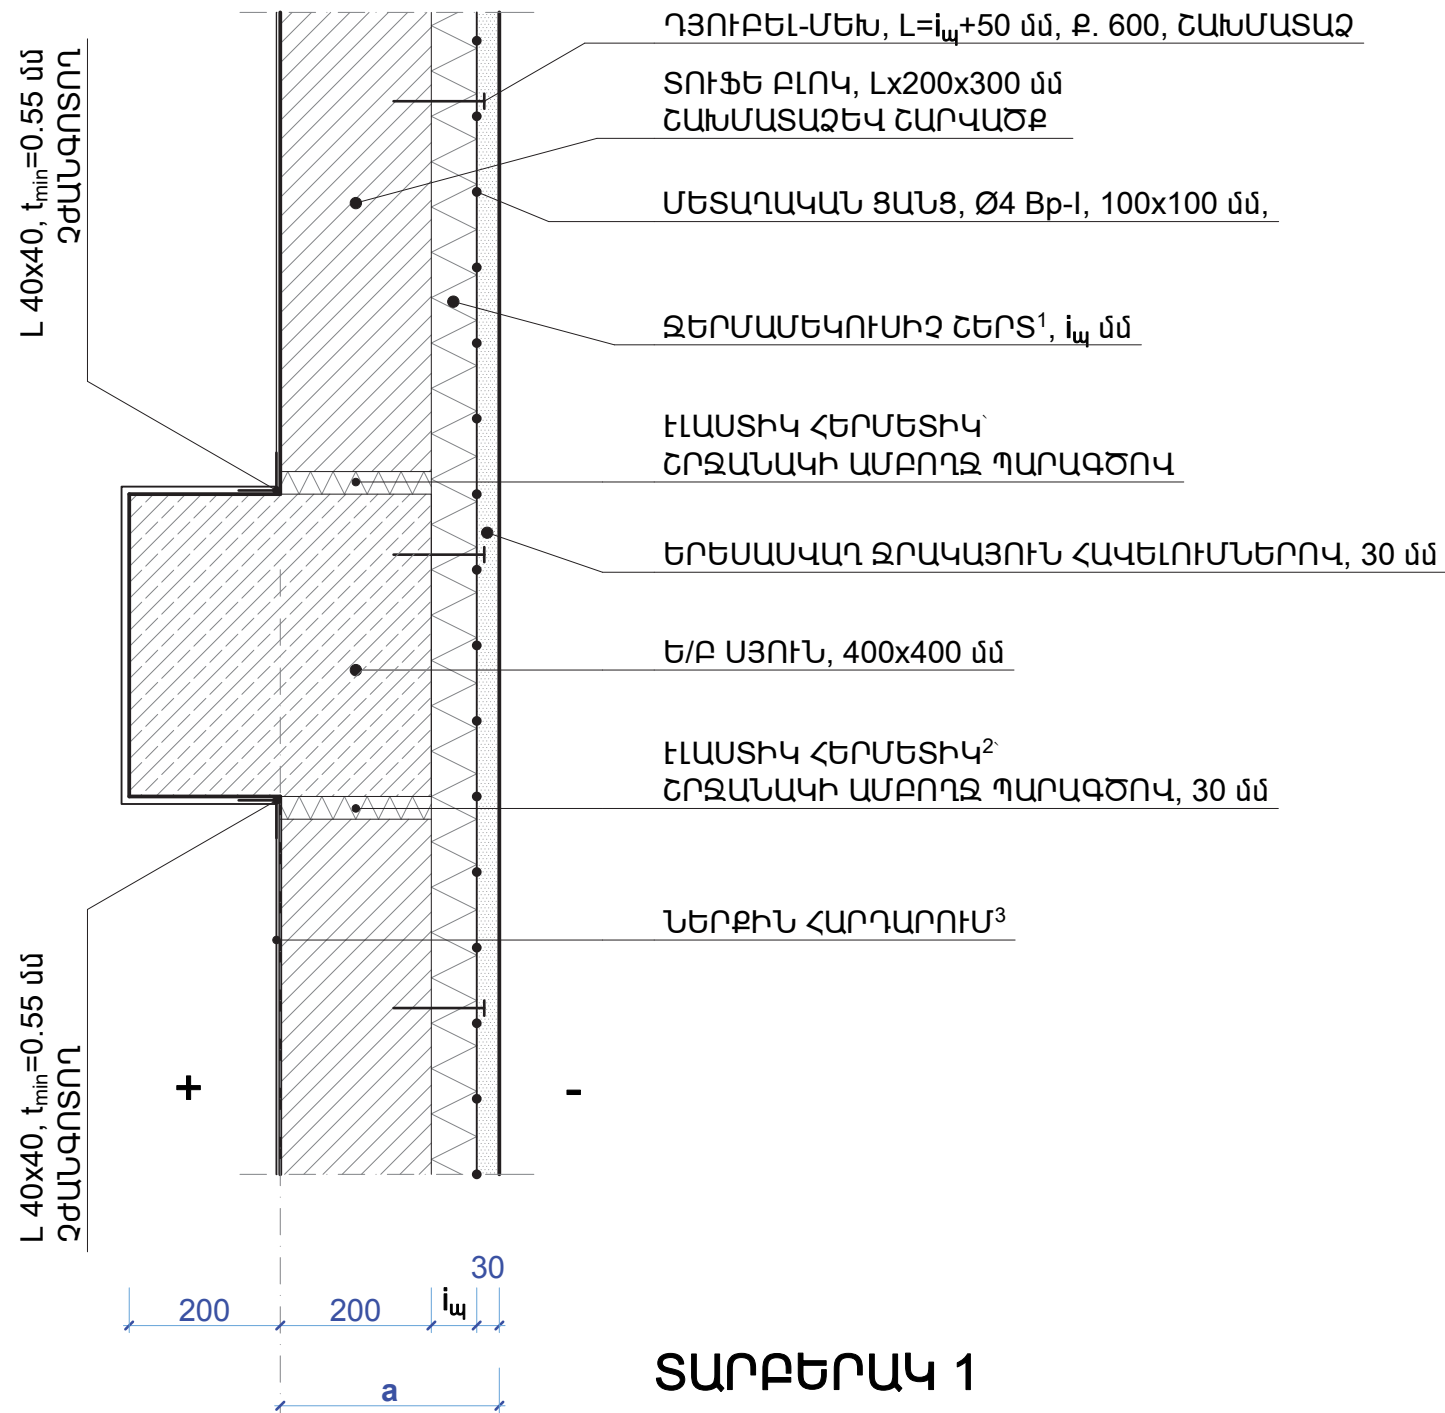 ԴՅՈՒԲԵԼ-ՄԵԽ, L=iպ+50 մմ, Ք. 600, ՇԱԽՄԱՏԱՁ
ՏՈՒՖԵ ԲԼՈԿ, Lx200x300 մմ
ՇԱԽՄԱՏԱՁԵՎ ՇԱՐՎԱԾՔ
ՄԵՏԱՂԱԿԱՆ ՑԱՆՑ, Ø4 Bp-I, 100x100 մմ,
ՋԵՐՄԱՄԵԿՈՒՍԻՉ ՇԵՐՏ¹, iպ մմ
ԷԼԱՍՏԻԿ ՀԵՐՄԵՏԻԿ՝
ՇՐՋԱՆԱԿԻ ԱՄԲՈՂՋ ՊԱՐԱԳԾՈՎ
ԵՐԵՍԱՍՎԱՂ ՋՐԱԿԱՅՈՒՆ ՀԱՎԵԼՈՒՄՆԵՐՈՎ, 30 մմ
Ե/Բ ՍՅՈՒՆ, 400x400 մմ
ԷԼԱՍՏԻԿ ՀԵՐՄԵՏԻԿ²՝
ՇՐՋԱՆԱԿԻ ԱՄԲՈՂՋ ՊԱՐԱԳԾՈՎ, 30 մմ
ՆԵՐՔԻՆ ՀԱՐԴԱՐՈՒՄ³
L 40x40, tmin=0.55 մմ
ՉԺԱՆԳՈՏՈՂ
L 40x40, tmin=0.55 մմ
ՉԺԱՆԳՈՏՈՂ
+ -
30
200 200 iպ
a
ՏԱՐԲԵՐԱԿ 1